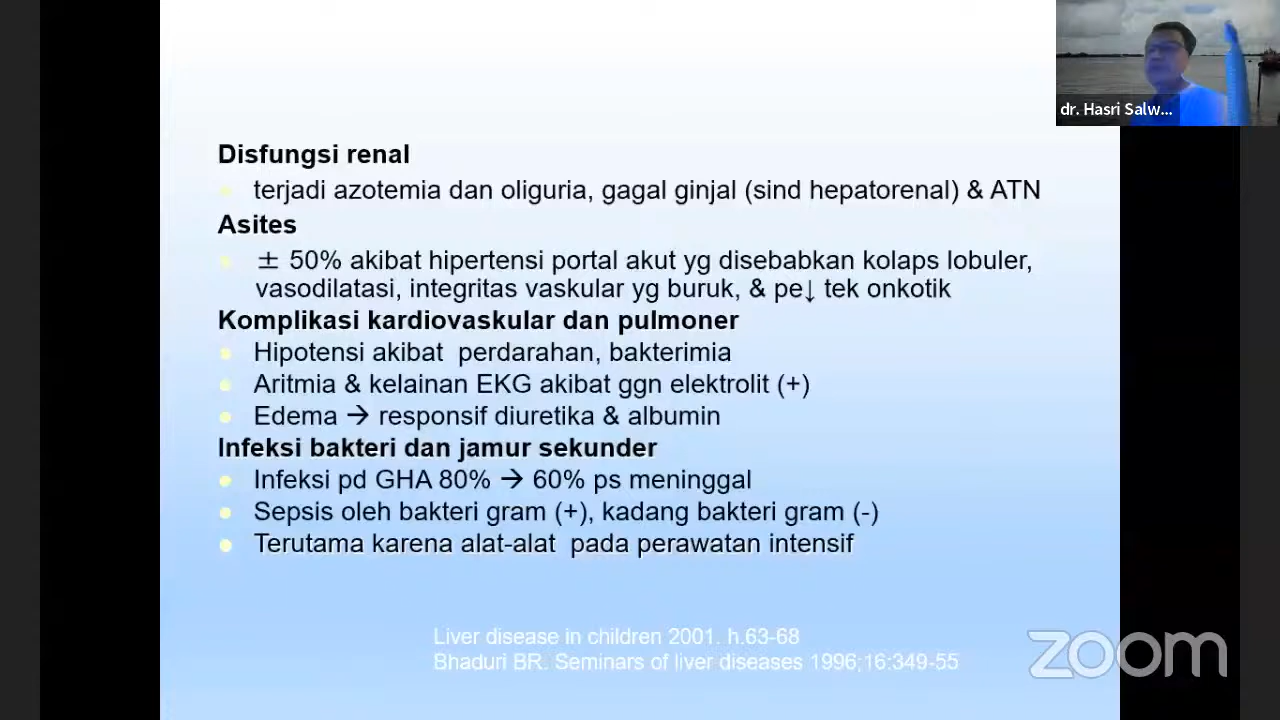 dr. Hasri Salw...
Disfungsi renal
terjadi azotemia dan oliguria, gagal ginjal (sind hepatorenal) & ATN
Asites
± 50% akibat hipertensi portal akut yg disebabkan kolaps lobuler,
vasodilatasi, integritas vaskular yg buruk, & pe↓ tek onkotik
Komplikasi kardiovaskular dan pulmoner
Hipotensi akibat perdarahan, bakterimia
Aritmia & kelainan EKG akibat ggn elektrolit (+)
Edema → responsif diuretika & albumin
Infeksi bakteri dan jamur sekunder
Infeksi pd GHA 80% → 60% ps meninggal
Sepsis oleh bakteri gram (+), kadang bakteri gram (-)
Terutama karena alat-alat pada perawatan intensif
Liver disease in children 2001. h.63-68
Bhaduri BR. Seminars of liver diseases 1996;16:349-55
zoom